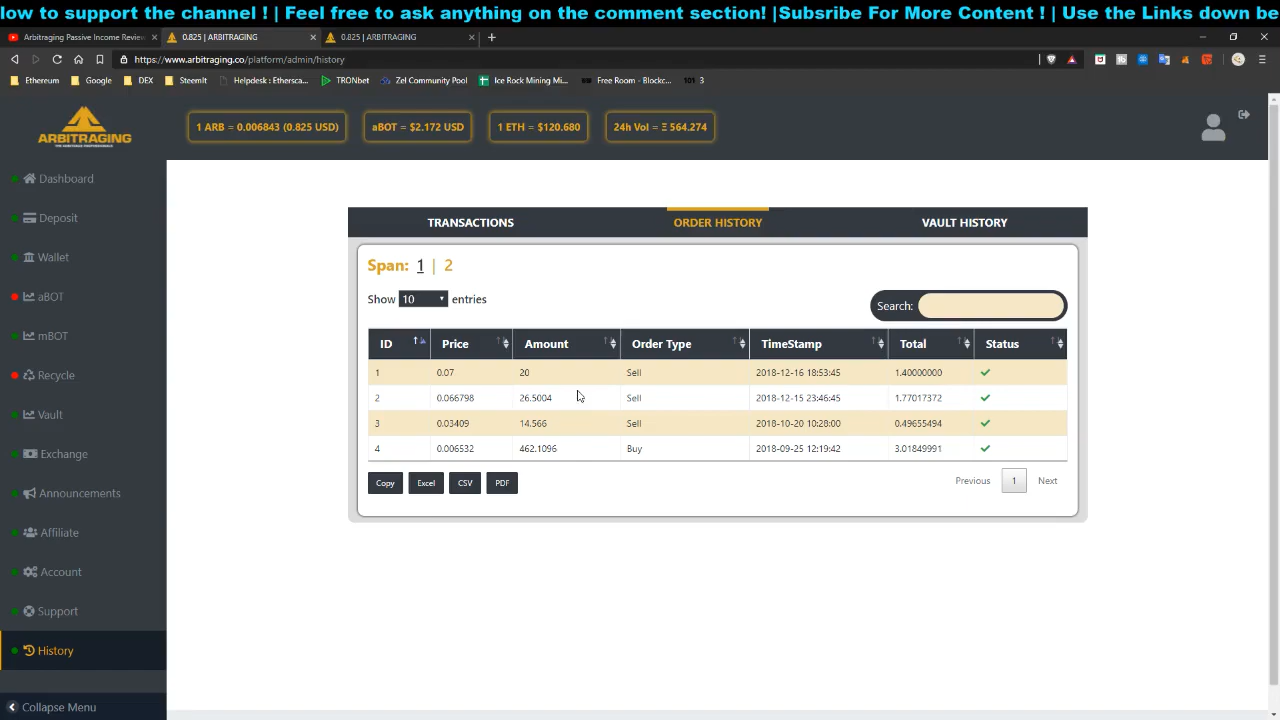 low to support the channel ! | Feel free to ask anything on the comment section! |Subsribe For More Content ! | Use the Links down be
Arbitraging Passive Income Review
0.825 | ARBITRAGING
0.825 | ARBITRAGING
https://www.arbitraging.co/platform/admin/history
Ethereum
Google
DEX
SteemIt
Helpdesk : Ethersca...
TRONbet
Zel Community Pool
Ice Rock Mining Mi...
Free Room - Blockc...
101 3
ARBITRAGING
1 ARB = 0.006843 (0.825 USD)
aBOT = $2.172 USD
1 ETH = $120.680
24h Vol = Ξ 564.274
Dashboard
Deposit
Wallet
aBOT
mBOT
Recycle
Vault
Exchange
Announcements
Affiliate
Account
Support
History
Collapse Menu
TRANSACTIONS ORDER HISTORY VAULT HISTORY
Span: 1 | 2
Show 10 entries
Search:
ID Price Amount Order Type TimeStamp Total Status
1 0.07 20 Sell 2018-12-16 18:53:45 1.40000000
2 0.066798 26.5004 Sell 2018-12-15 23:46:45 1.77017372
3 0.03409 14.566 Sell 2018-10-20 10:28:00 0.49655494
4 0.006532 462.1096 Buy 2018-09-25 12:19:42 3.01849991
Copy Excel CSV PDF
Previous 1 Next